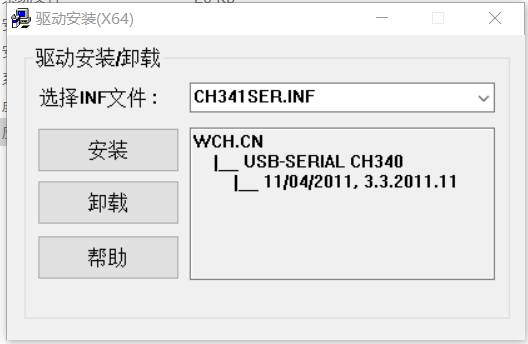 驱动安装(X64)
驱动安装/卸载
选择INF文件： CH341SER.INF
安装
卸载
帮助
WCH.CN
|__ USB-SERIAL CH340
|__ 11/04/2011, 3.3.2011.11